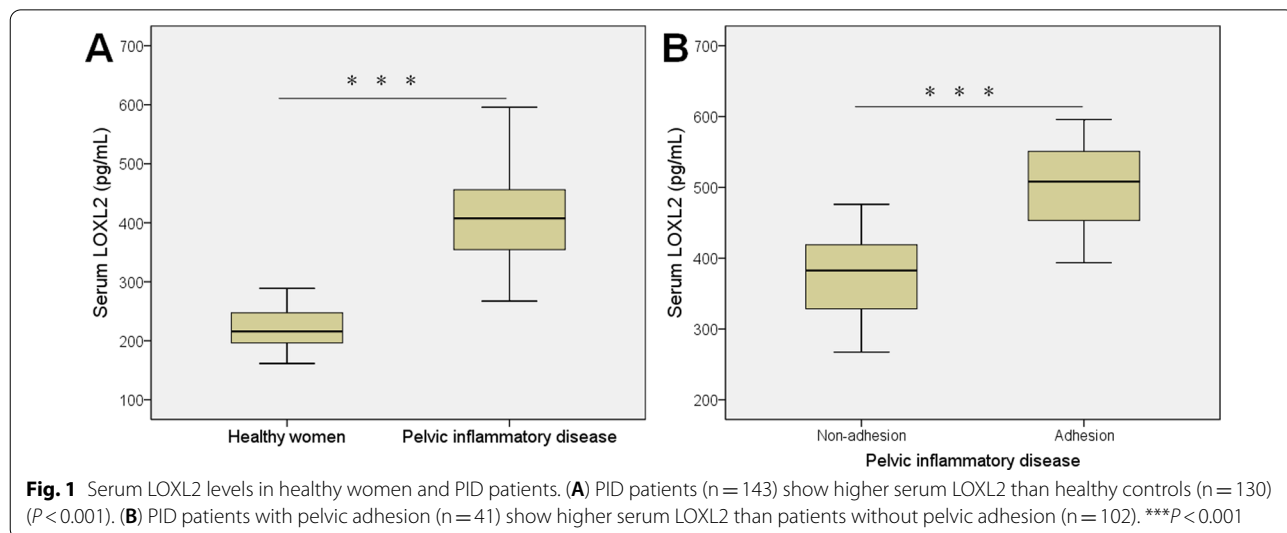 A
700
600
500
400
300
200
100
Serum LOXL2 (pg/mL)
* * *
Healthy women
Pelvic inflammatory disease
B
700
600
500
400
300
200
Serum LOXL2 (pg/mL)
* * *
Non-adhesion
Adhesion
Pelvic inflammatory disease
Fig. 1 Serum LOXL2 levels in healthy women and PID patients. (A) PID patients (n = 143) show higher serum LOXL2 than healthy controls (n = 130)
(P < 0.001). (B) PID patients with pelvic adhesion (n = 41) show higher serum LOXL2 than patients without pelvic adhesion (n = 102). ***P < 0.001